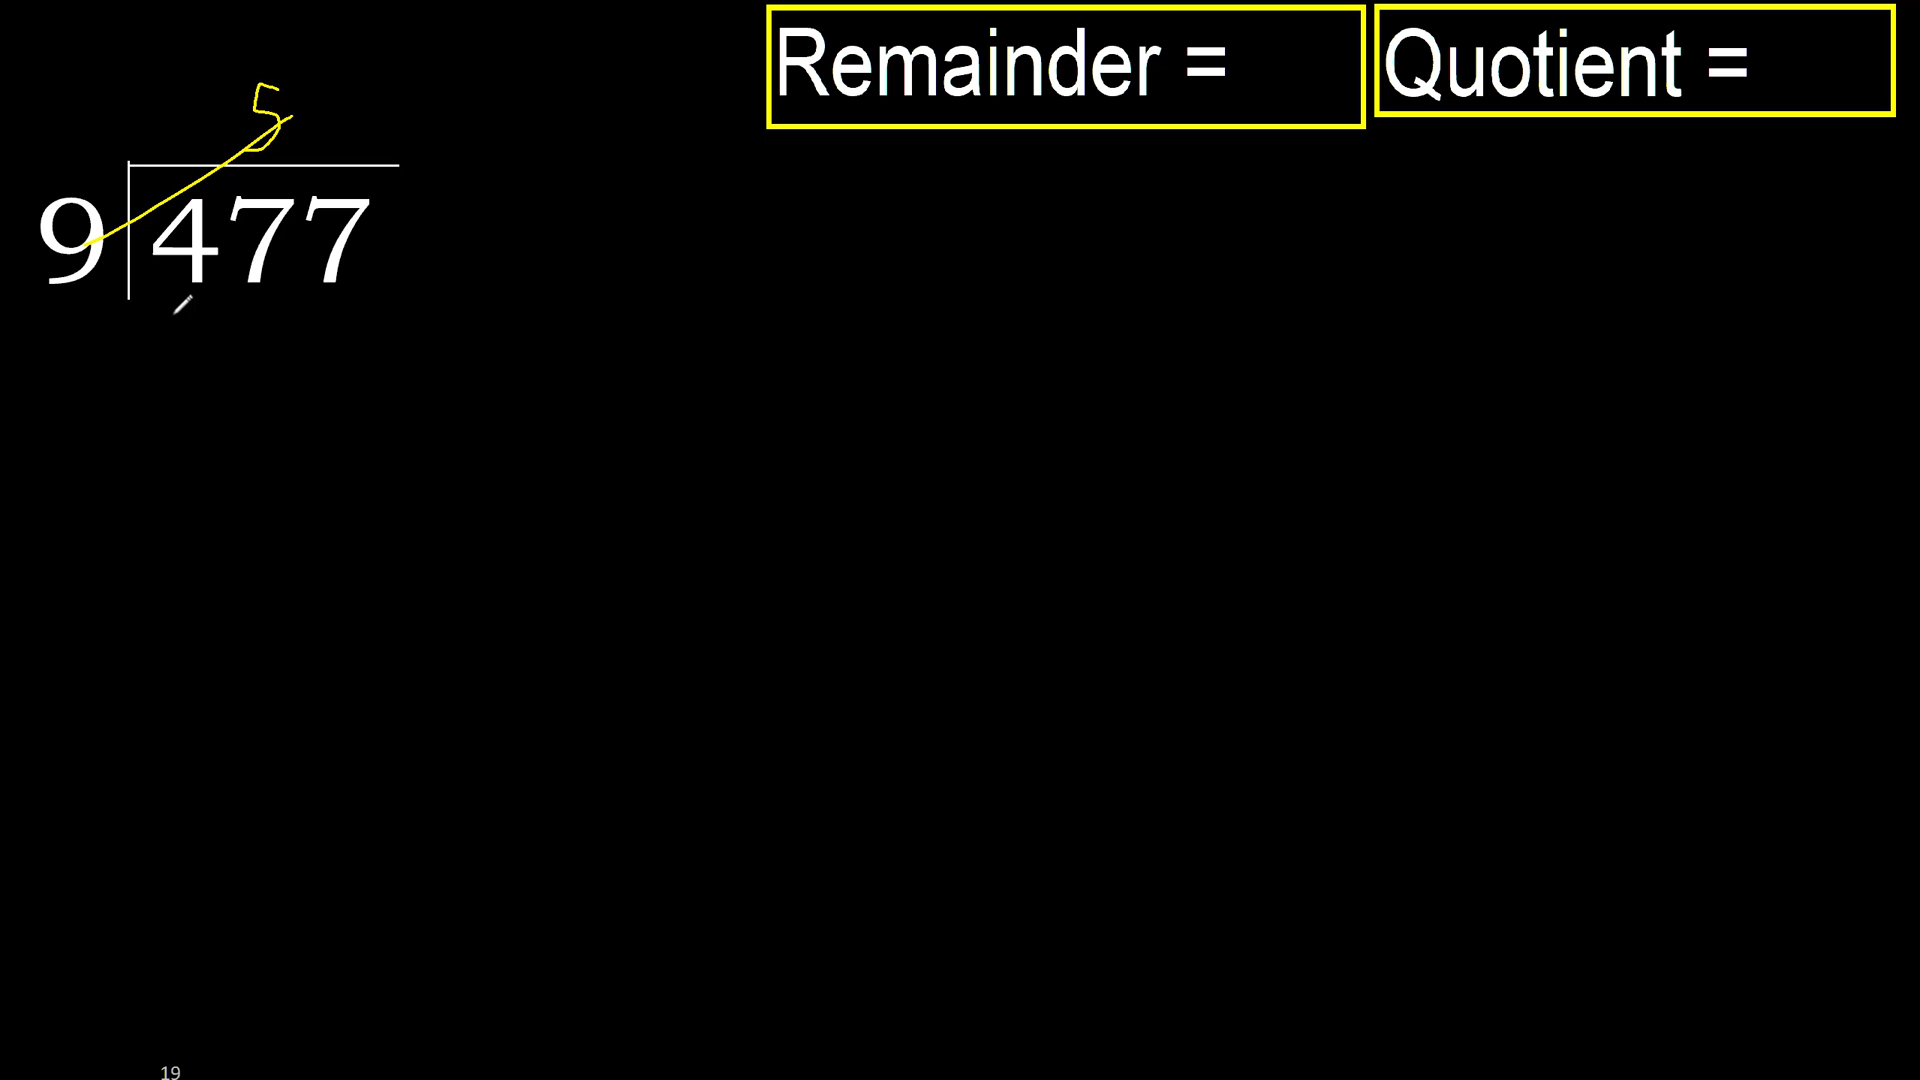 Remainder = Quotient =
5
9 477
19